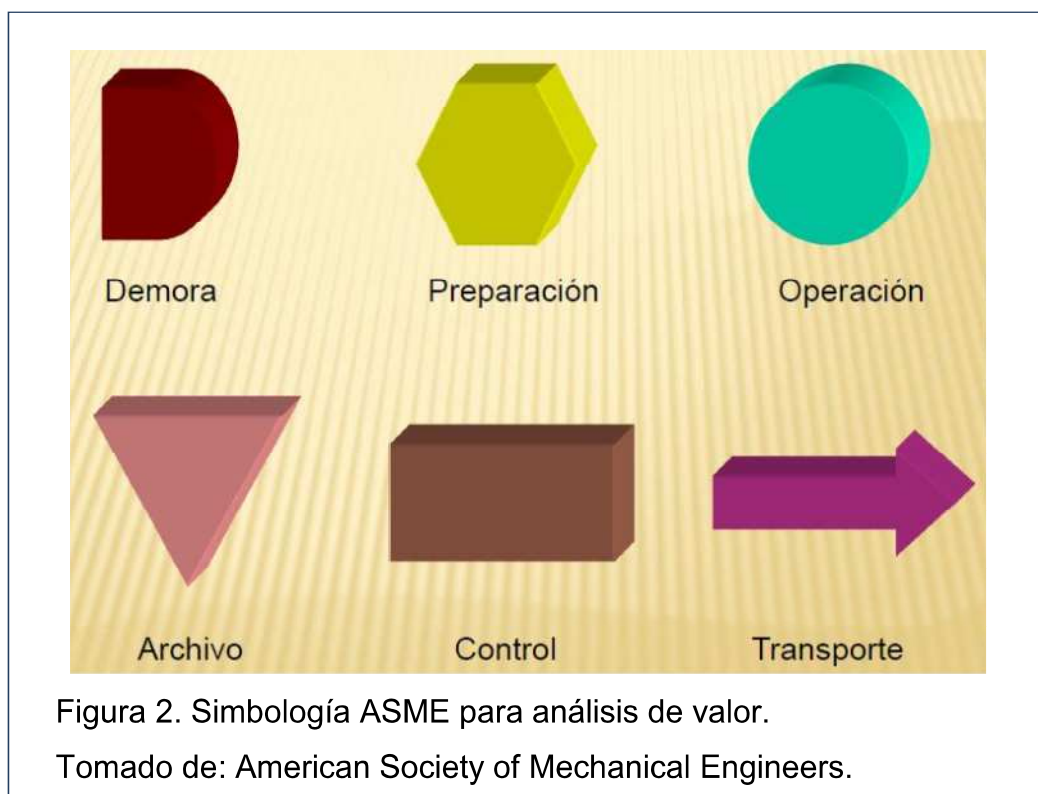 Demora
Preparación
Operación
Archivo
Control
Transporte
Figura 2. Simbología ASME para análisis de valor.
Tomado de: American Society of Mechanical Engineers.